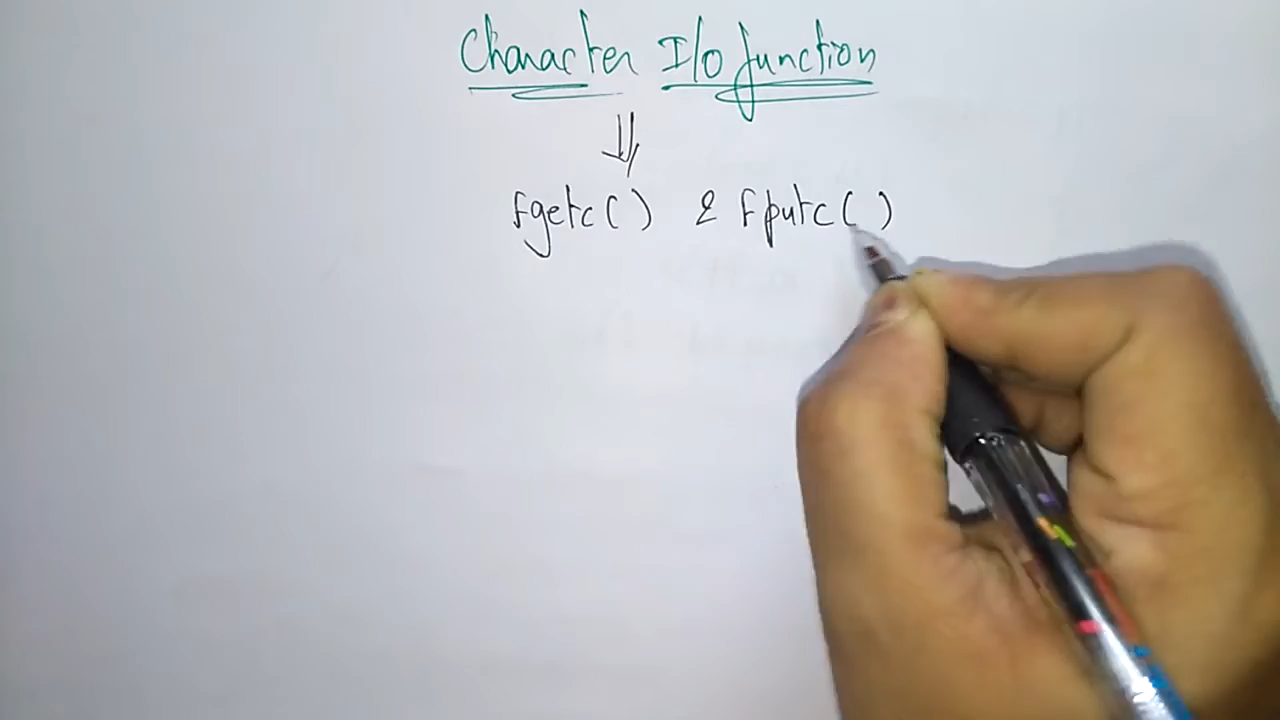 Character I/o function
fgetc( ) & fputc( )